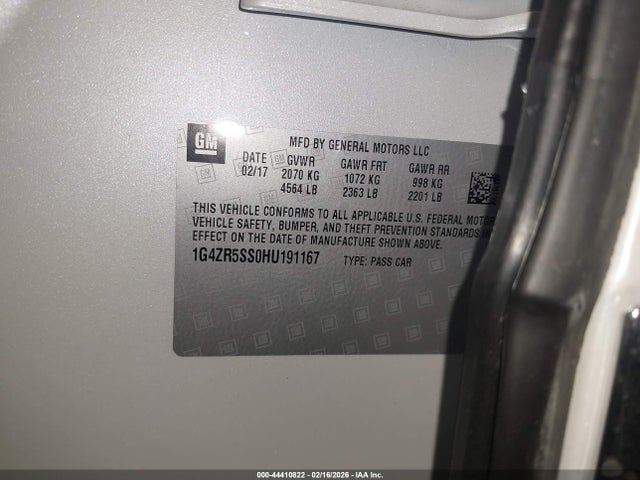 GM
MFD BY GENERAL MOTORS LLC
DATE GVWR GAWR FRT GAWR RR
02/17 2070 KG 1072 KG 998 KG
4564 LB 2363 LB 2201 LB
THIS VEHICLE CONFORMS TO ALL APPLICABLE U.S. FEDERAL MOTOR
VEHICLE SAFETY, BUMPER, AND THEFT PREVENTION STANDARDS IN
EFFECT ON THE DATE OF MANUFACTURE SHOWN ABOVE.
1G4ZR5SS0HU191167 TYPE: PASS CAR
000-44410822 - 02/16/2026 - IAA Inc.